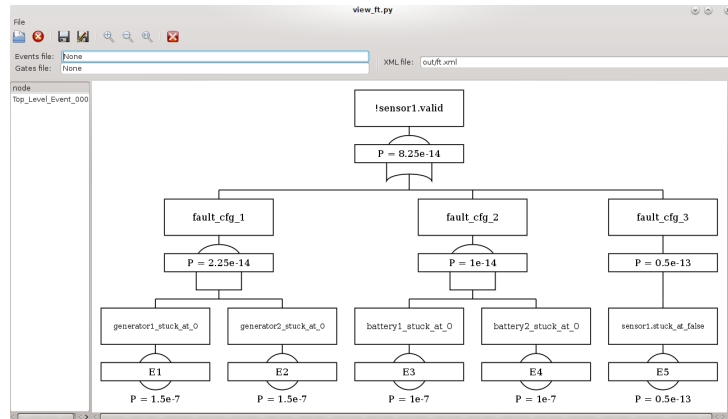 view_ft.py
File
Events file: None
Gates file: None
XML file: out/ft.xml
node
Top_Level_Event_000
!sensor1.valid
P = 8.25e-14
fault_cfg_1
fault_cfg_2
fault_cfg_3
P = 2.25e-14
P = 1e-14
P = 0.5e-13
generator1_stuck_at_0
generator2_stuck_at_0
battery1_stuck_at_0
battery2_stuck_at_0
sensor1.stuck_at_false
E1
E2
E3
E4
E5
P = 1.5e-7
P = 1.5e-7
P = 1e-7
P = 1e-7
P = 0.5e-13